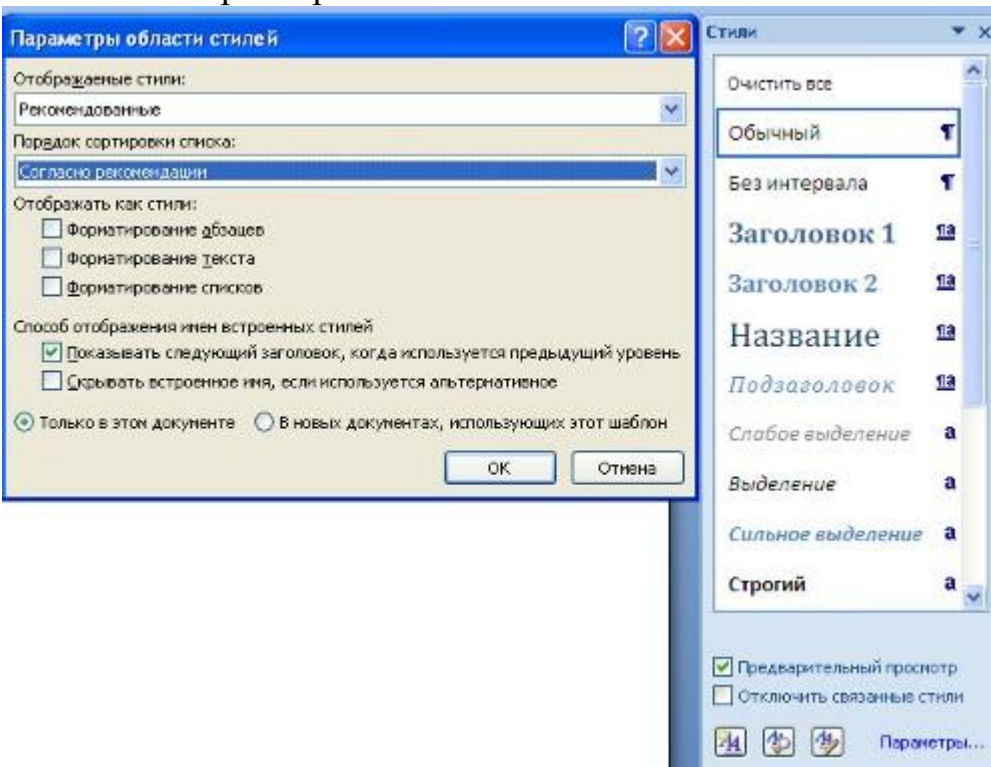 Параметры области стилей
Отображаемые стили:
Рекомендованные
Порядок сортировки списка:
Согласно рекомендации
Отображать как стили:
Форматирование абзацев
Форматирование текста
Форматирование списков
Способ отображения имен встроенных стилей
Показывать следующий заголовок, когда используется предыдущий уровень
Скрывать встроенное имя, если используется альтернативное
Только в этом документе В новых документах, использующих этот шаблон
ОК Отмена
Стили
Очистить все
Обычный ¶
Без интервала ¶
Заголовок 1 ¶a
Заголовок 2 ¶a
Название ¶a
Подзаголовок ¶a
Слабое выделение a
Выделение a
Сильное выделение a
Строгий a
Предварительный просмотр
Отключить связанные стили
Параметры...